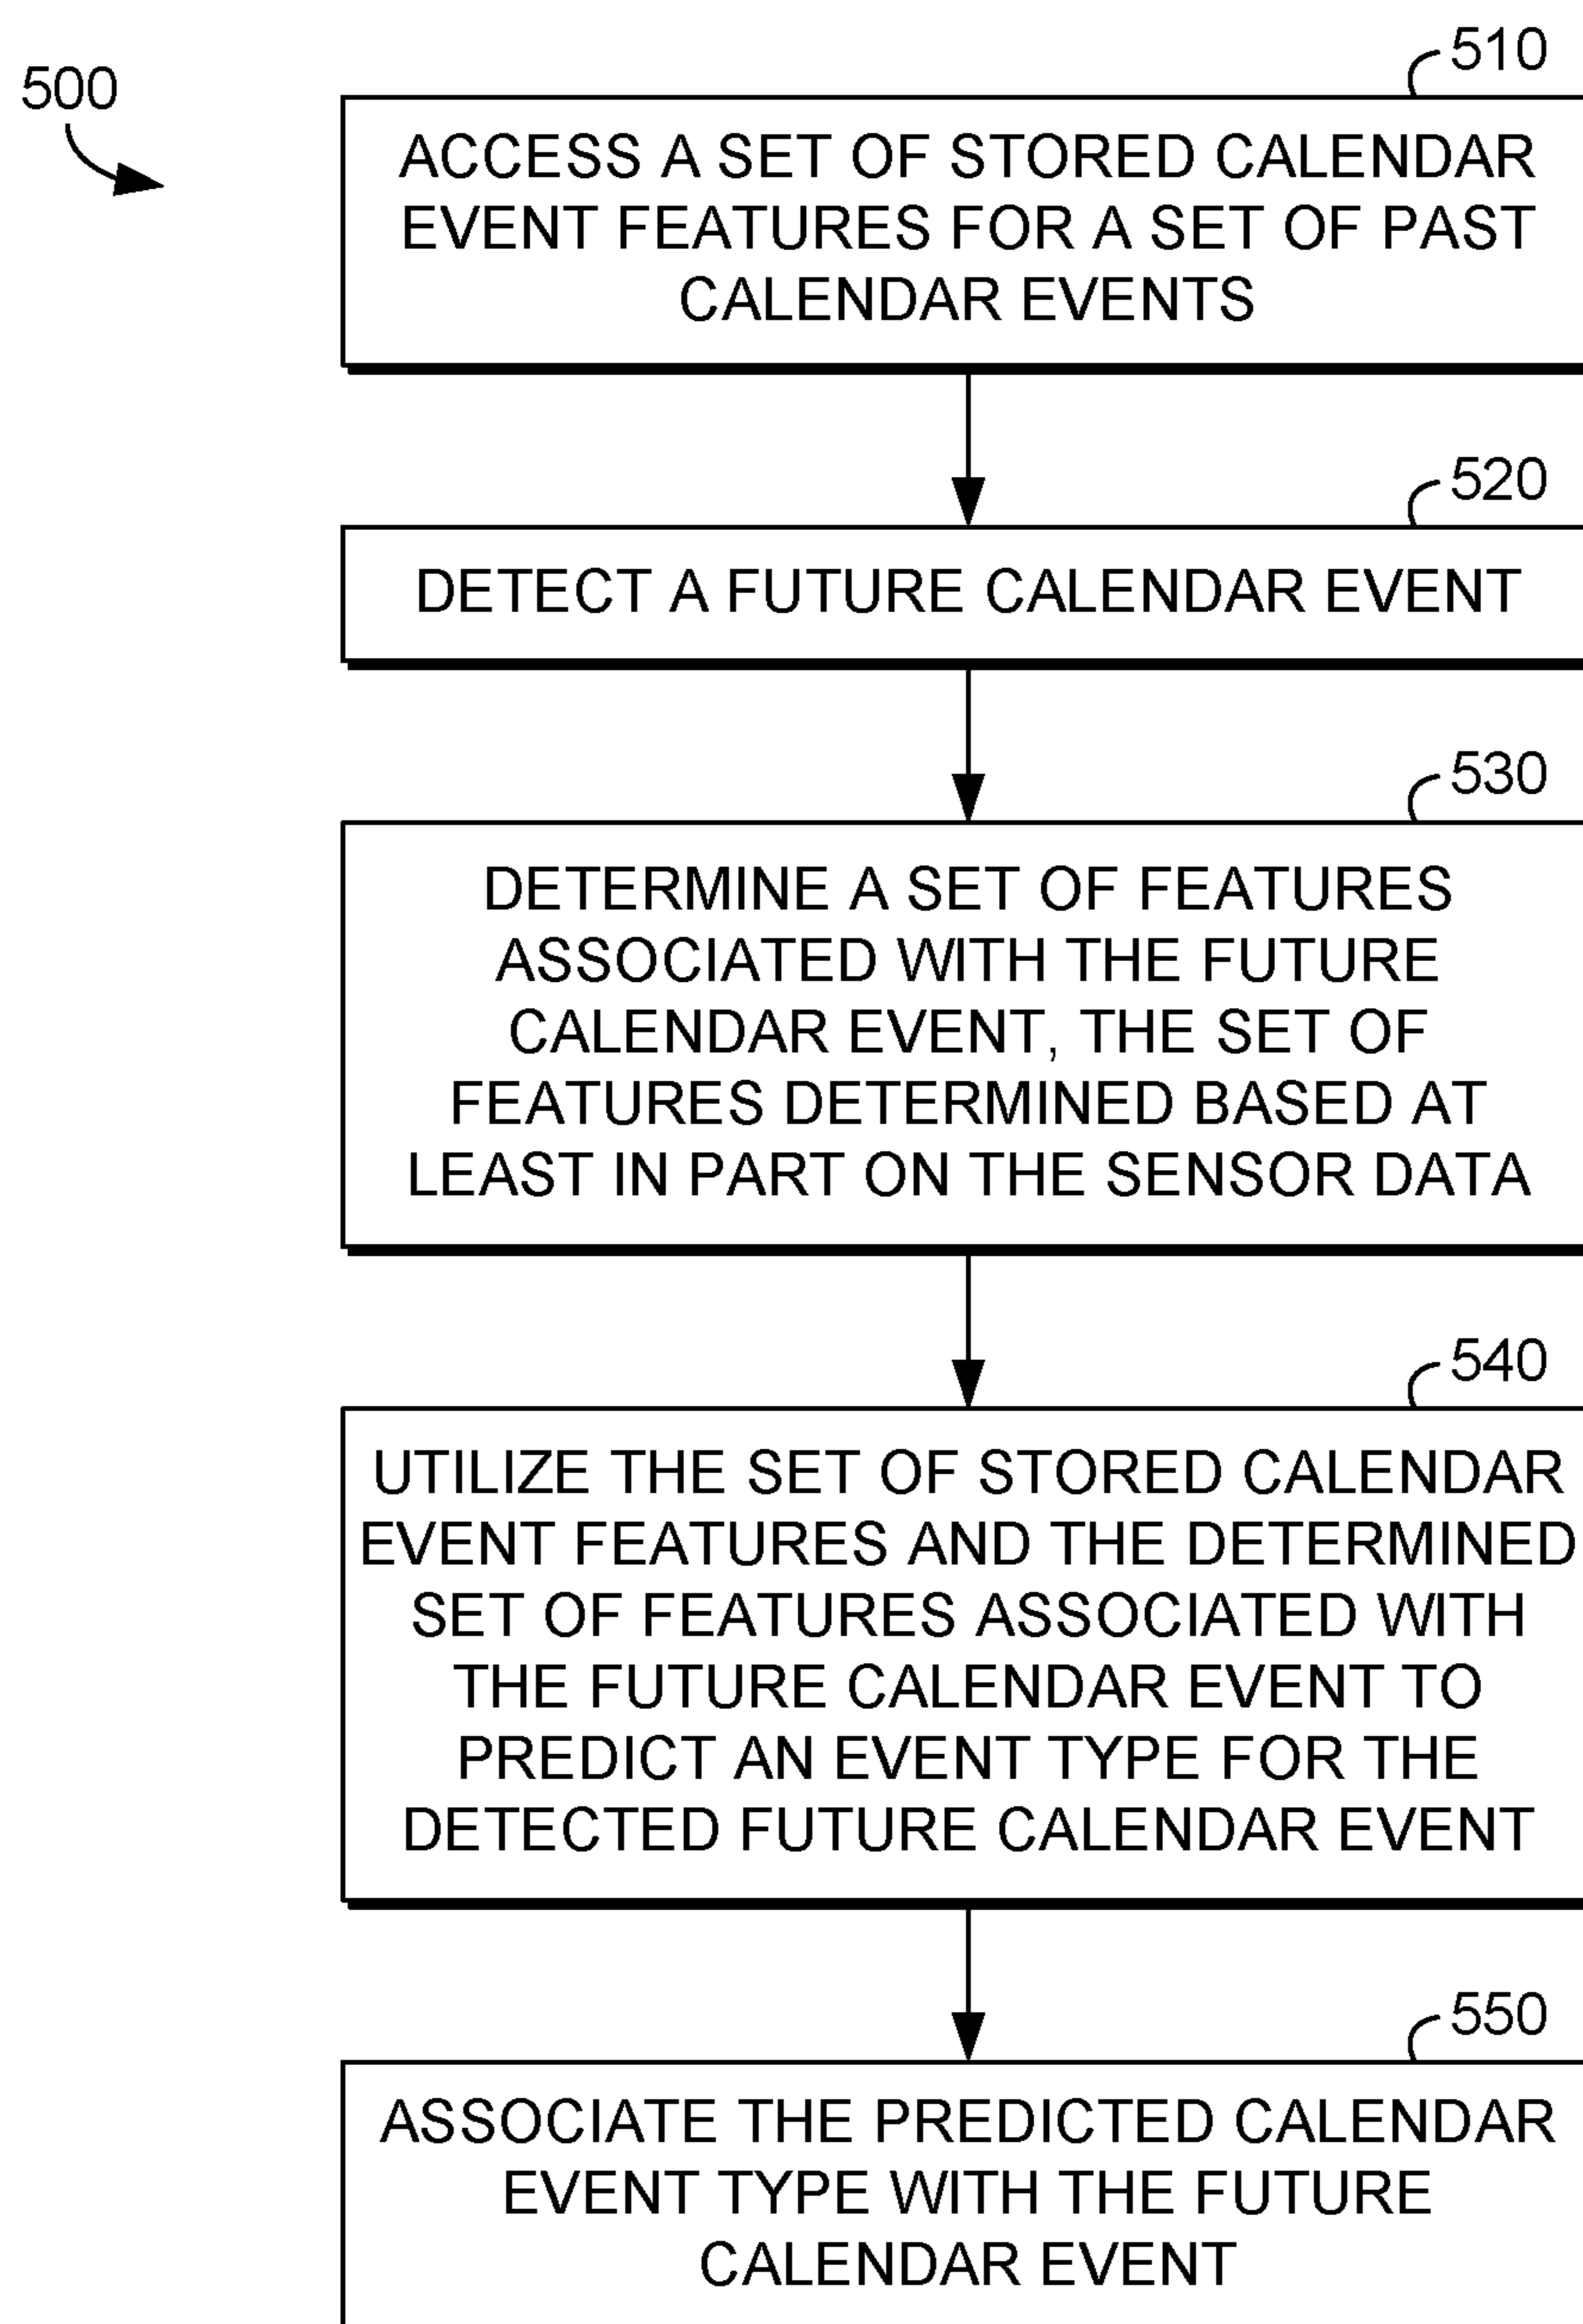 500
510
ACCESS A SET OF STORED CALENDAR
EVENT FEATURES FOR A SET OF PAST
CALENDAR EVENTS
520
DETECT A FUTURE CALENDAR EVENT
530
DETERMINE A SET OF FEATURES
ASSOCIATED WITH THE FUTURE
CALENDAR EVENT, THE SET OF
FEATURES DETERMINED BASED AT
LEAST IN PART ON THE SENSOR DATA
540
UTILIZE THE SET OF STORED CALENDAR
EVENT FEATURES AND THE DETERMINED
SET OF FEATURES ASSOCIATED WITH
THE FUTURE CALENDAR EVENT TO
PREDICT AN EVENT TYPE FOR THE
DETECTED FUTURE CALENDAR EVENT
550
ASSOCIATE THE PREDICTED CALENDAR
EVENT TYPE WITH THE FUTURE
CALENDAR EVENT